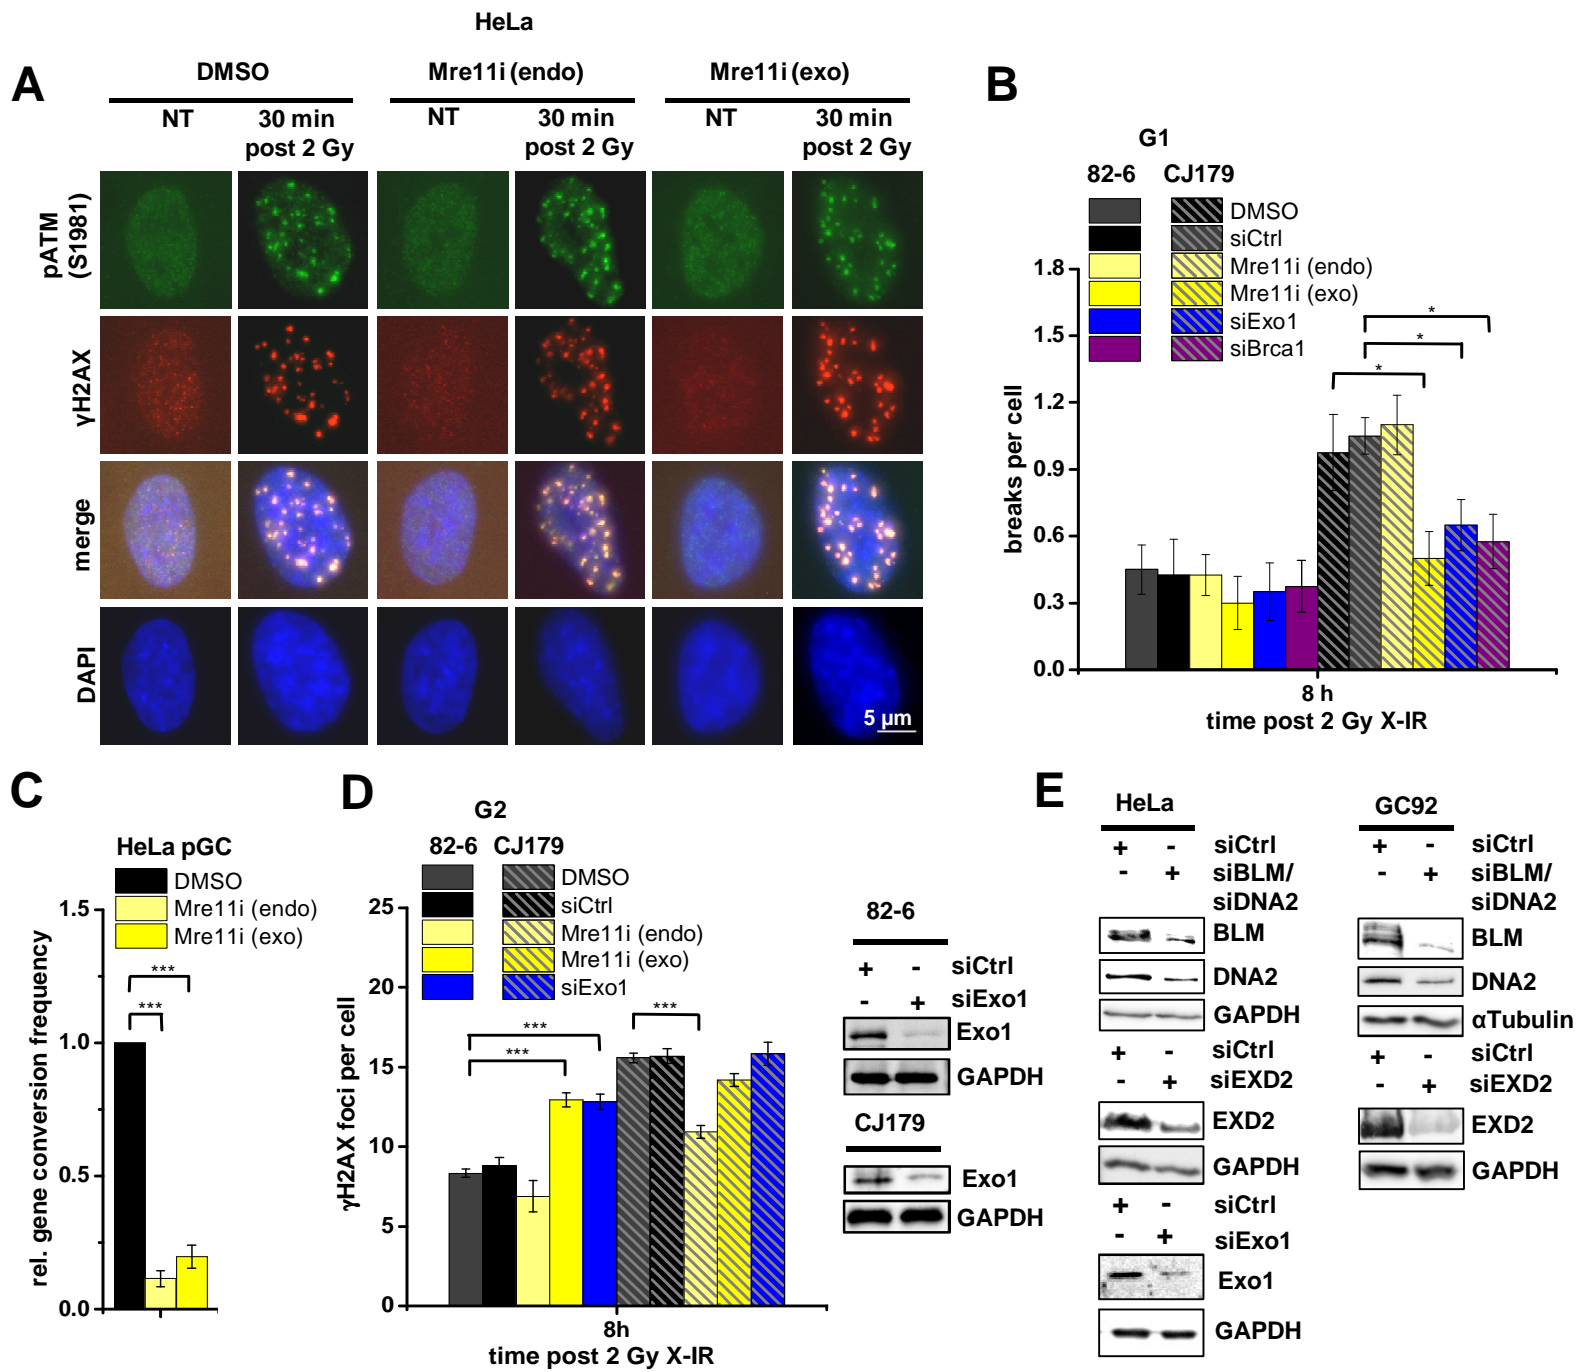 HeLa
A
DMSO
Mre11i (endo)
Mre11i (exo)
NT
30 min
post 2 Gy
NT
30 min
post 2 Gy
NT
30 min
post 2 Gy
pATM
(S1981)
γH2AX
merge
DAPI
5 µm
B
G1
82-6 CJ179
DMSO
siCtrl
Mre11i (endo)
Mre11i (exo)
siExo1
siBrca1
breaks per cell
1.8
1.5
1.2
0.9
0.6
0.3
0.0
*
*
*
8 h
time post 2 Gy X-IR
C
HeLa pGC
DMSO
Mre11i (endo)
Mre11i (exo)
rel. gene conversion frequency
1.5
1.0
0.5
0.0
***
***
D
G2
82-6 CJ179
DMSO
siCtrl
Mre11i (endo)
Mre11i (exo)
siExo1
γH2AX foci per cell
25
20
15
10
5
0
***
***
***
8h
time post 2 Gy X-IR
82-6
+ - siCtrl
- + siExo1
Exo1
GAPDH
CJ179
Exo1
GAPDH
E
HeLa
+ - siCtrl
- + siBLM/
siDNA2
BLM
DNA2
GAPDH
+ - siCtrl
- + siEXD2
EXD2
GAPDH
+ - siCtrl
- + siExo1
Exo1
GAPDH
GC92
+ - siCtrl
- + siBLM/
siDNA2
BLM
DNA2
αTubulin
+ - siCtrl
- + siEXD2
EXD2
GAPDH